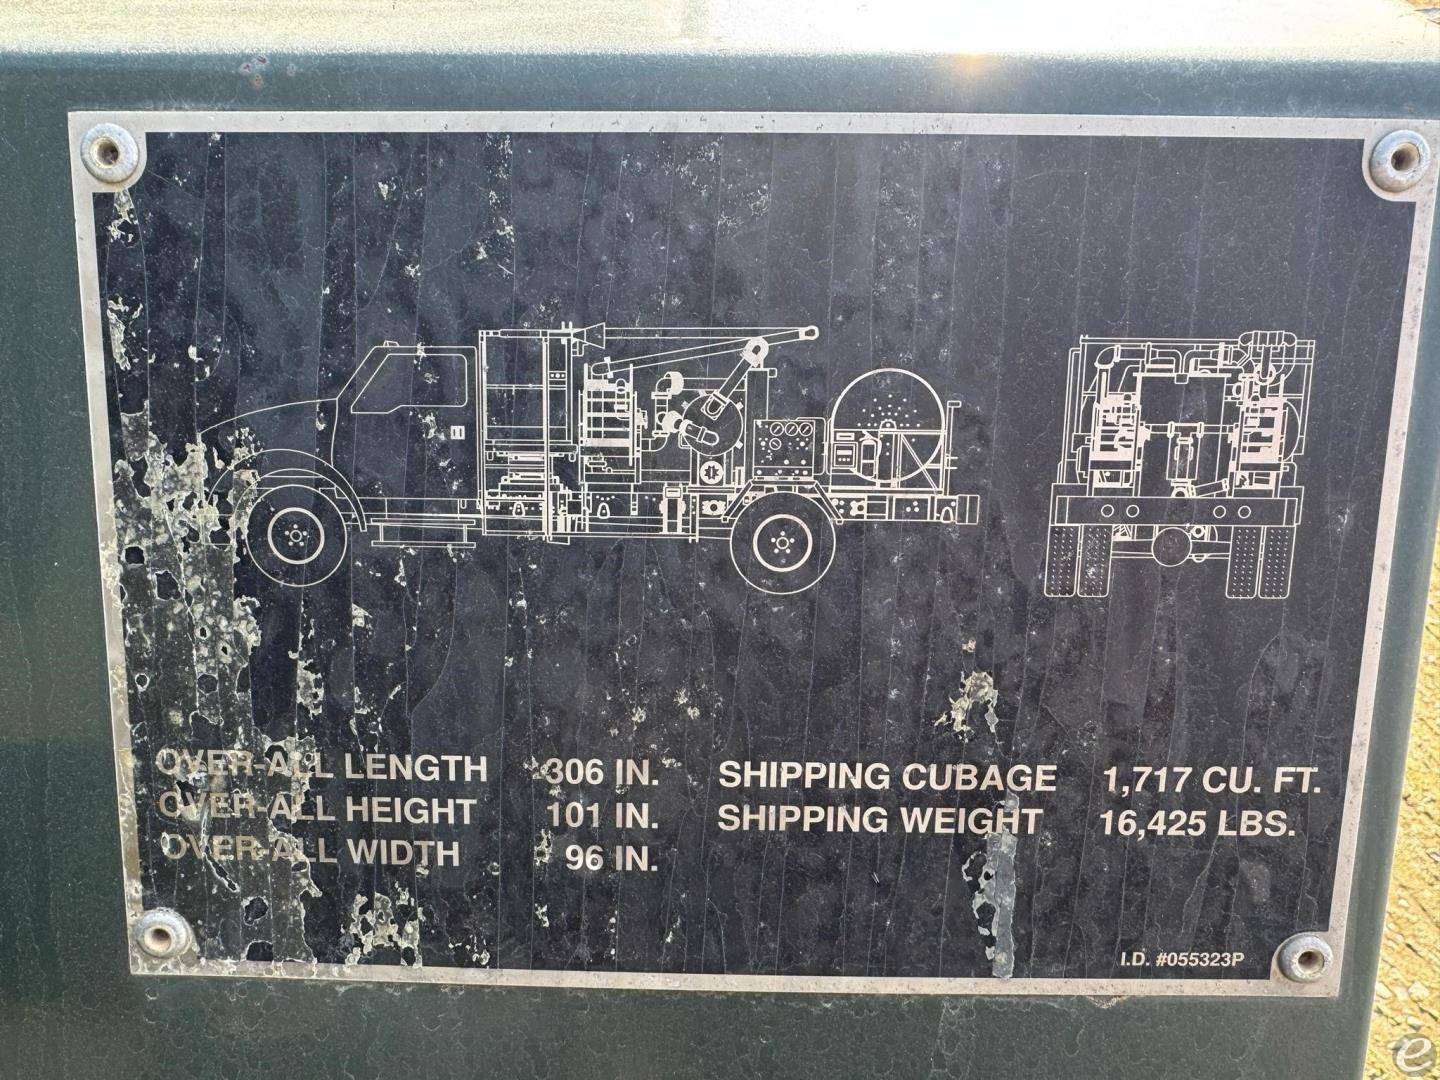 OVER-ALL LENGTH 306 IN. SHIPPING CUBAGE 1,717 CU. FT.
OVER-ALL HEIGHT 101 IN. SHIPPING WEIGHT 16,425 LBS.
OVER-ALL WIDTH 96 IN.
I.D. #055323P
e